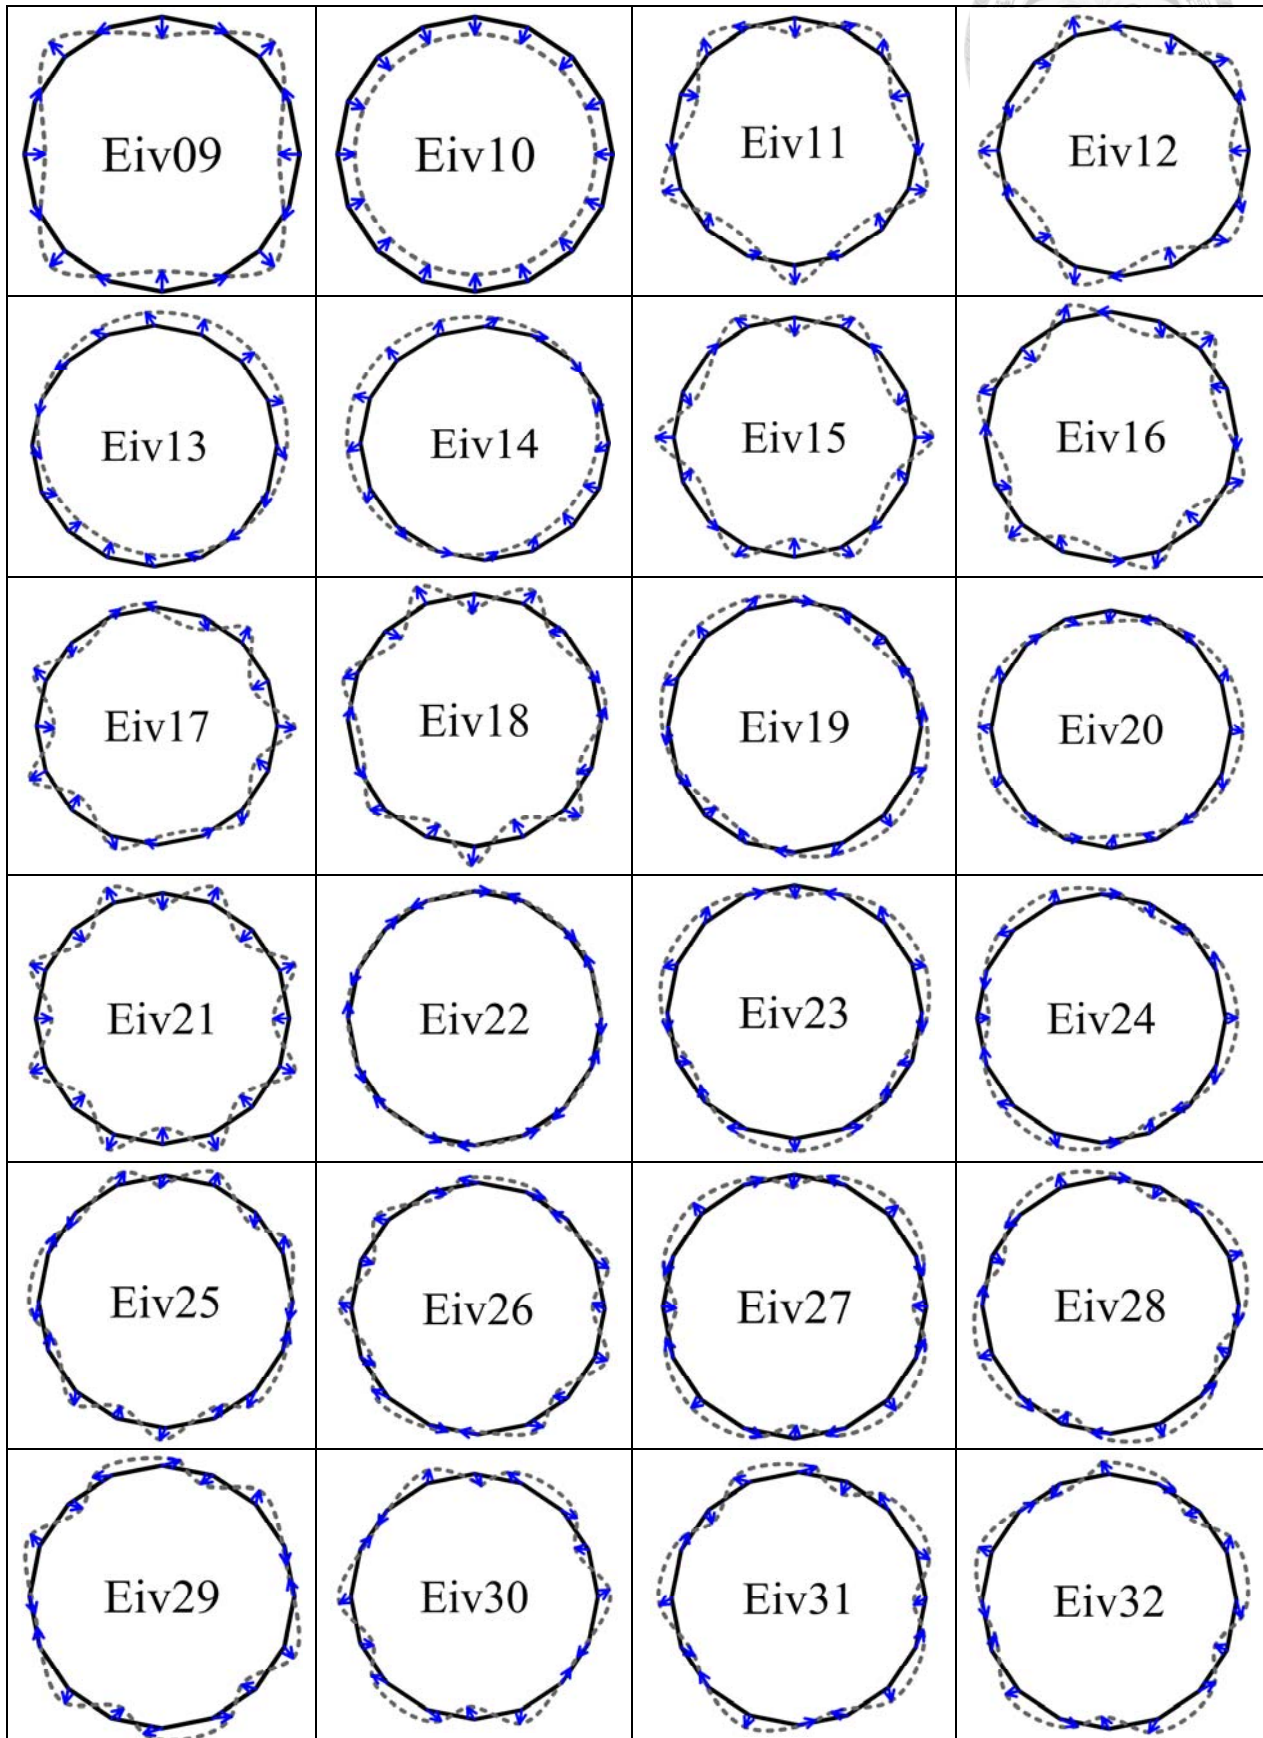 Eiv09 Eiv10 Eiv11 Eiv12
Eiv13 Eiv14 Eiv15 Eiv16
Eiv17 Eiv18 Eiv19 Eiv20
Eiv21 Eiv22 Eiv23 Eiv24
Eiv25 Eiv26 Eiv27 Eiv28
Eiv29 Eiv30 Eiv31 Eiv32